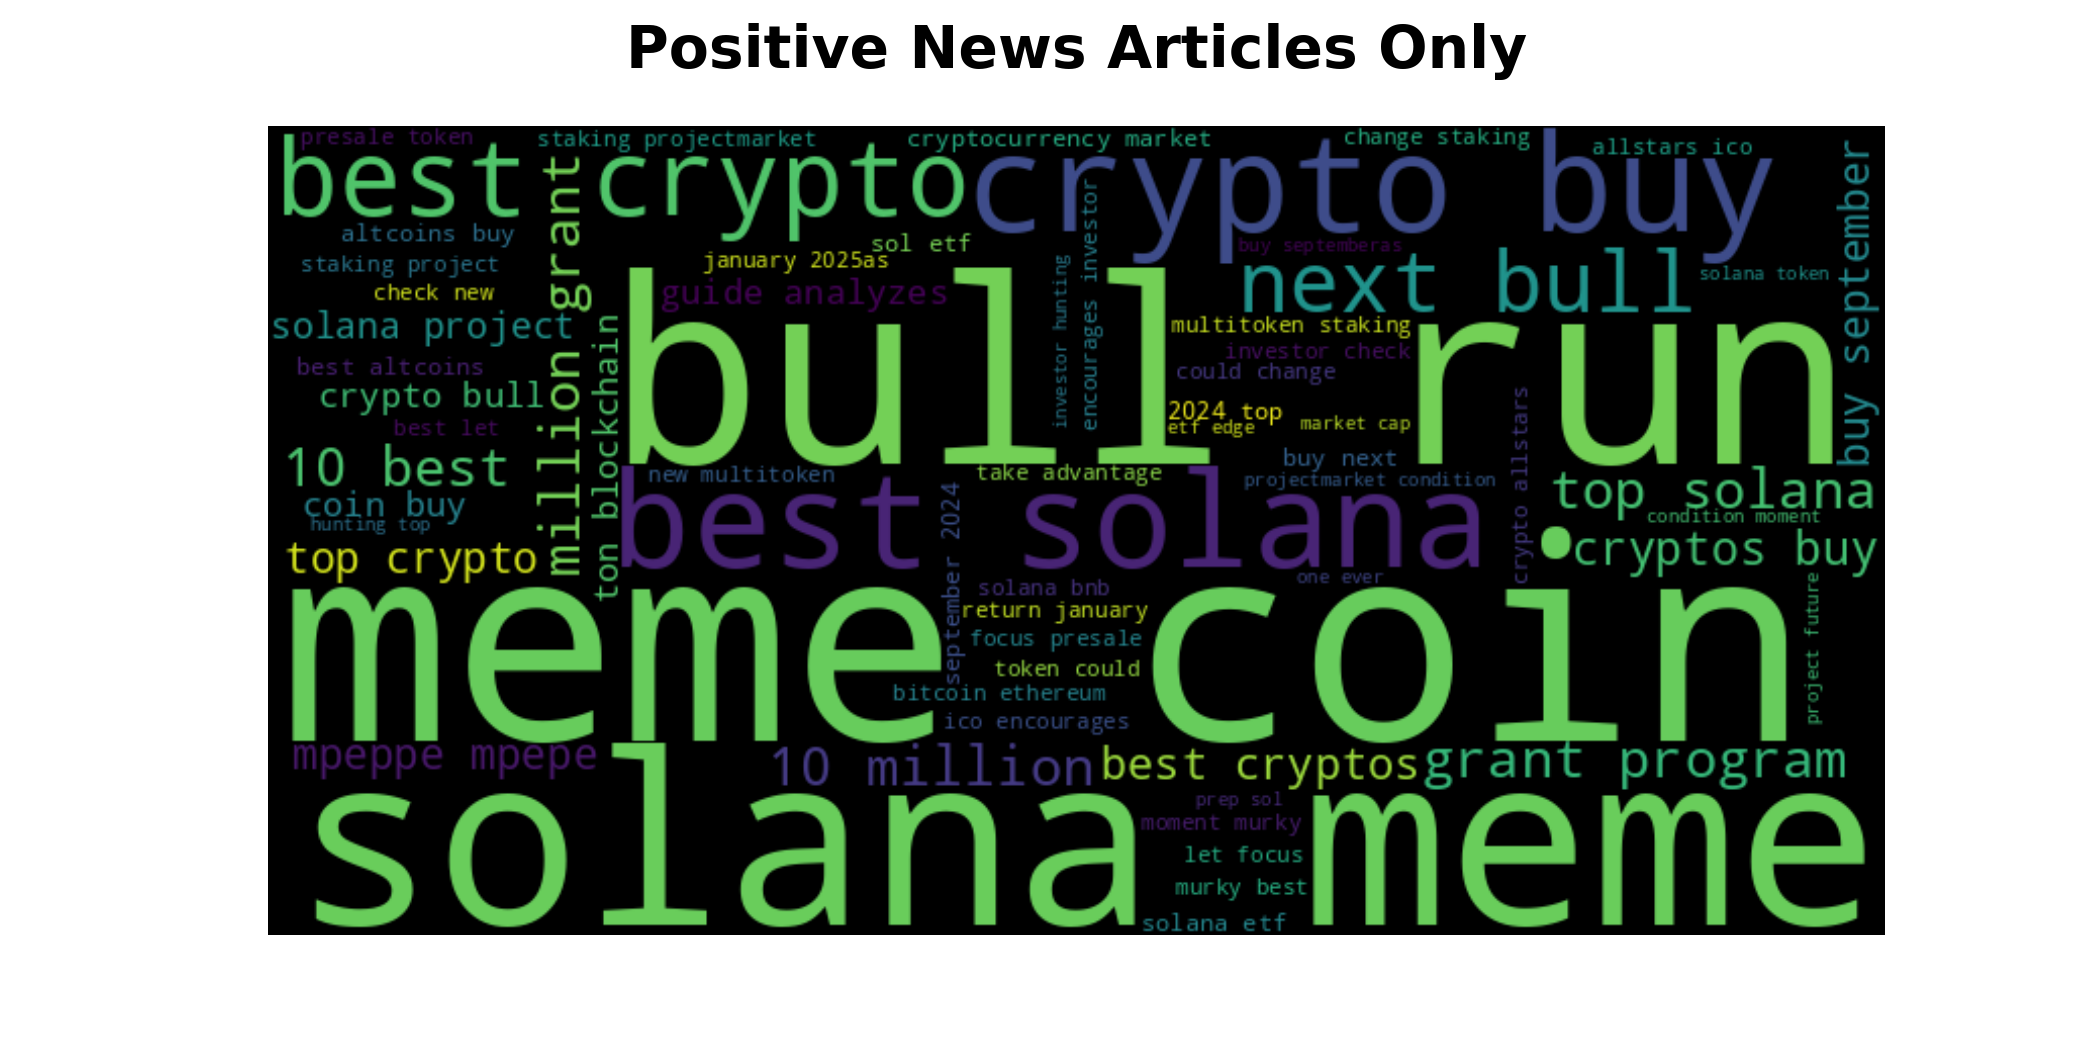 Positive News Articles Only
presale token
staking projectmarket
cryptocurrency market
change staking
allstars ico
best crypto
crypto buy
buy september
million grant
altcoins buy
sol etf
encourages investor
buy septemberas
staking project
january 2025as
investor hunting
next bull
solana token
check new
guide analyzes
solana project
ton blockchain
bull run
multitoken staking
investor check
best altcoins
could change
crypto bull
2024 top
etf edge
market cap
crypto allstars
best let
10 best
new multitoken
take advantage
buy next
projectmarket condition
top solana
coin buy
hunting top
best solana
september 2024
condition moment
top crypto
cryptos buy
solana bnb
one ever
project future
meme coin
return january
focus presale
token could
bitcoin ethereum
ico encourages
mpeppe mpepe
10 million
best cryptos
grant program
solana meme
prep sol
moment murky
let focus
murky best
solana etf